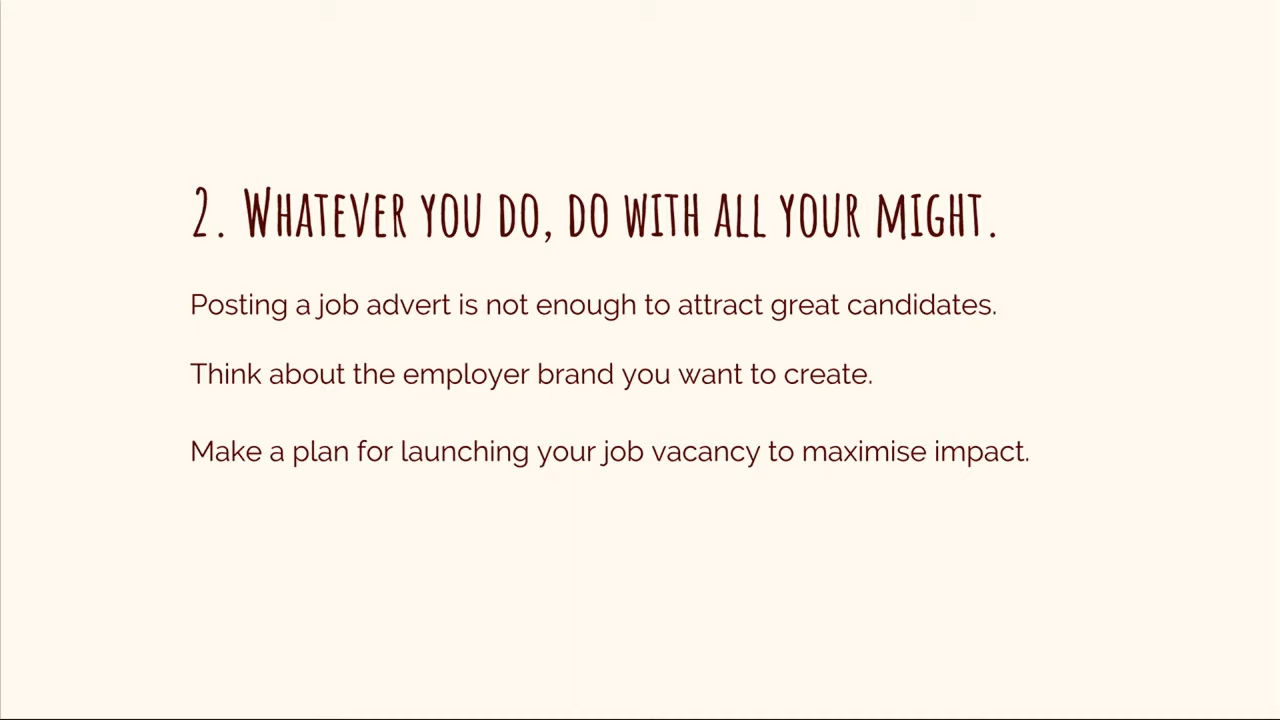 2. Whatever you do, do with all your might.
Posting a job advert is not enough to attract great candidates.
Think about the employer brand you want to create.
Make a plan for launching your job vacancy to maximise impact.